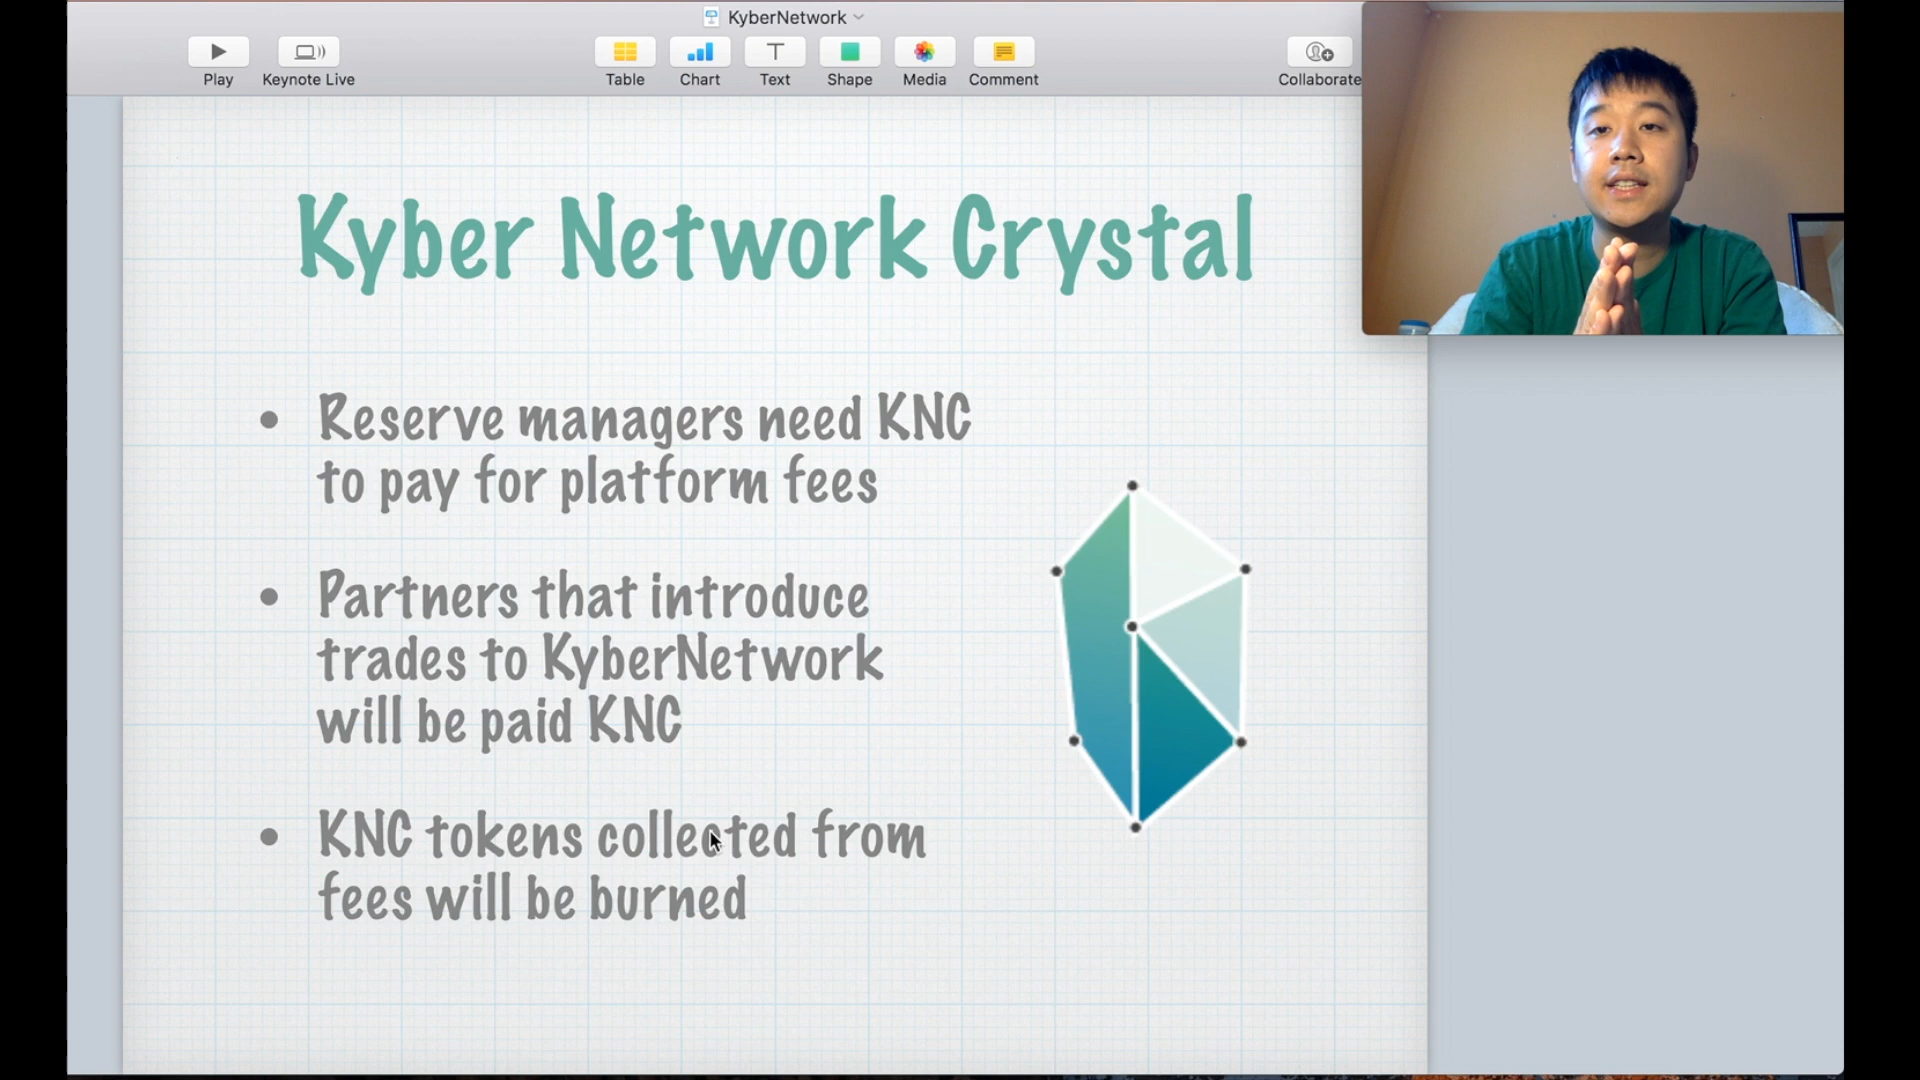 KyberNetwork
Play
Keynote Live
Table
Chart
Text
Shape
Media
Comment
Collaborate
Kyber Network Crystal
• Reserve managers need KNC
to pay for platform fees
• Partners that introduce
trades to KyberNetwork
will be paid KNC
• KNC tokens collected from
fees will be burned